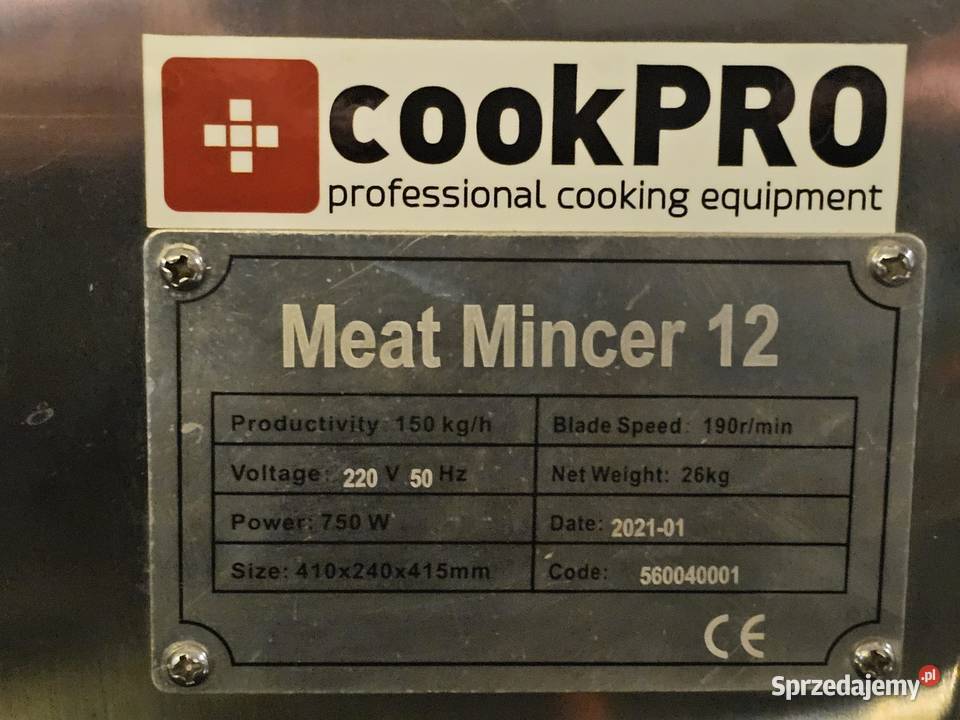 cookPRO
professional cooking equipment
Meat Mincer 12
Productivity: 150 kg/h
Blade Speed: 190r/min
Voltage: 220 V 50 Hz
Net Weight: 26kg
Power: 750 W
Date: 2021-01
Size: 410x240x415mm
Code: 560040001
CE
Sprzedajemy.pl